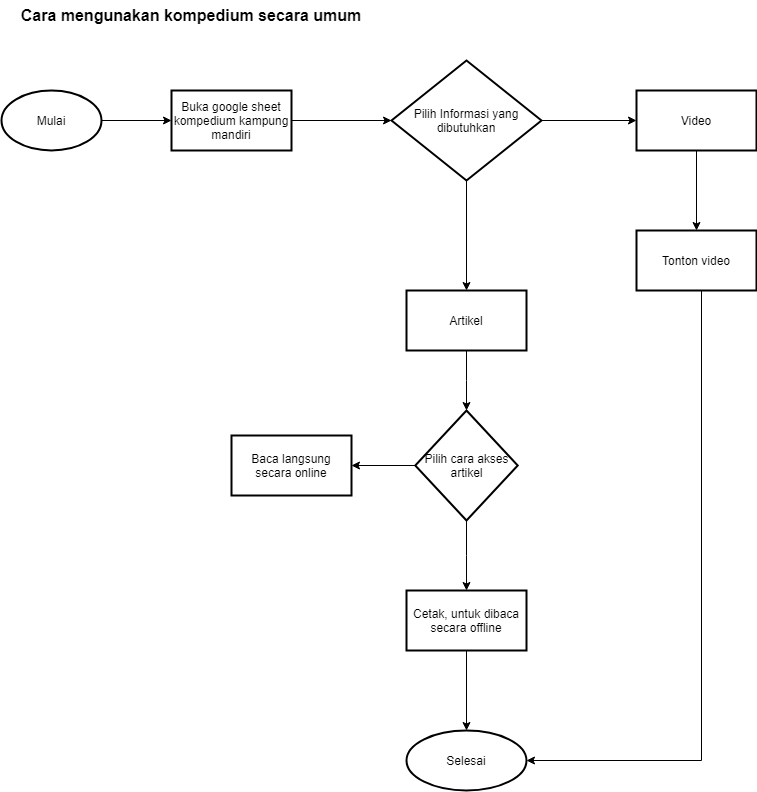 Cara mengunakan kompedium secara umum
Mulai
Buka google sheet
kompedium kampung
mandiri
Pilih Informasi yang
dibutuhkan
Video
Tonton video
Artikel
Pilih cara akses
artikel
Baca langsung
secara online
Cetak, untuk dibaca
secara offline
Selesai